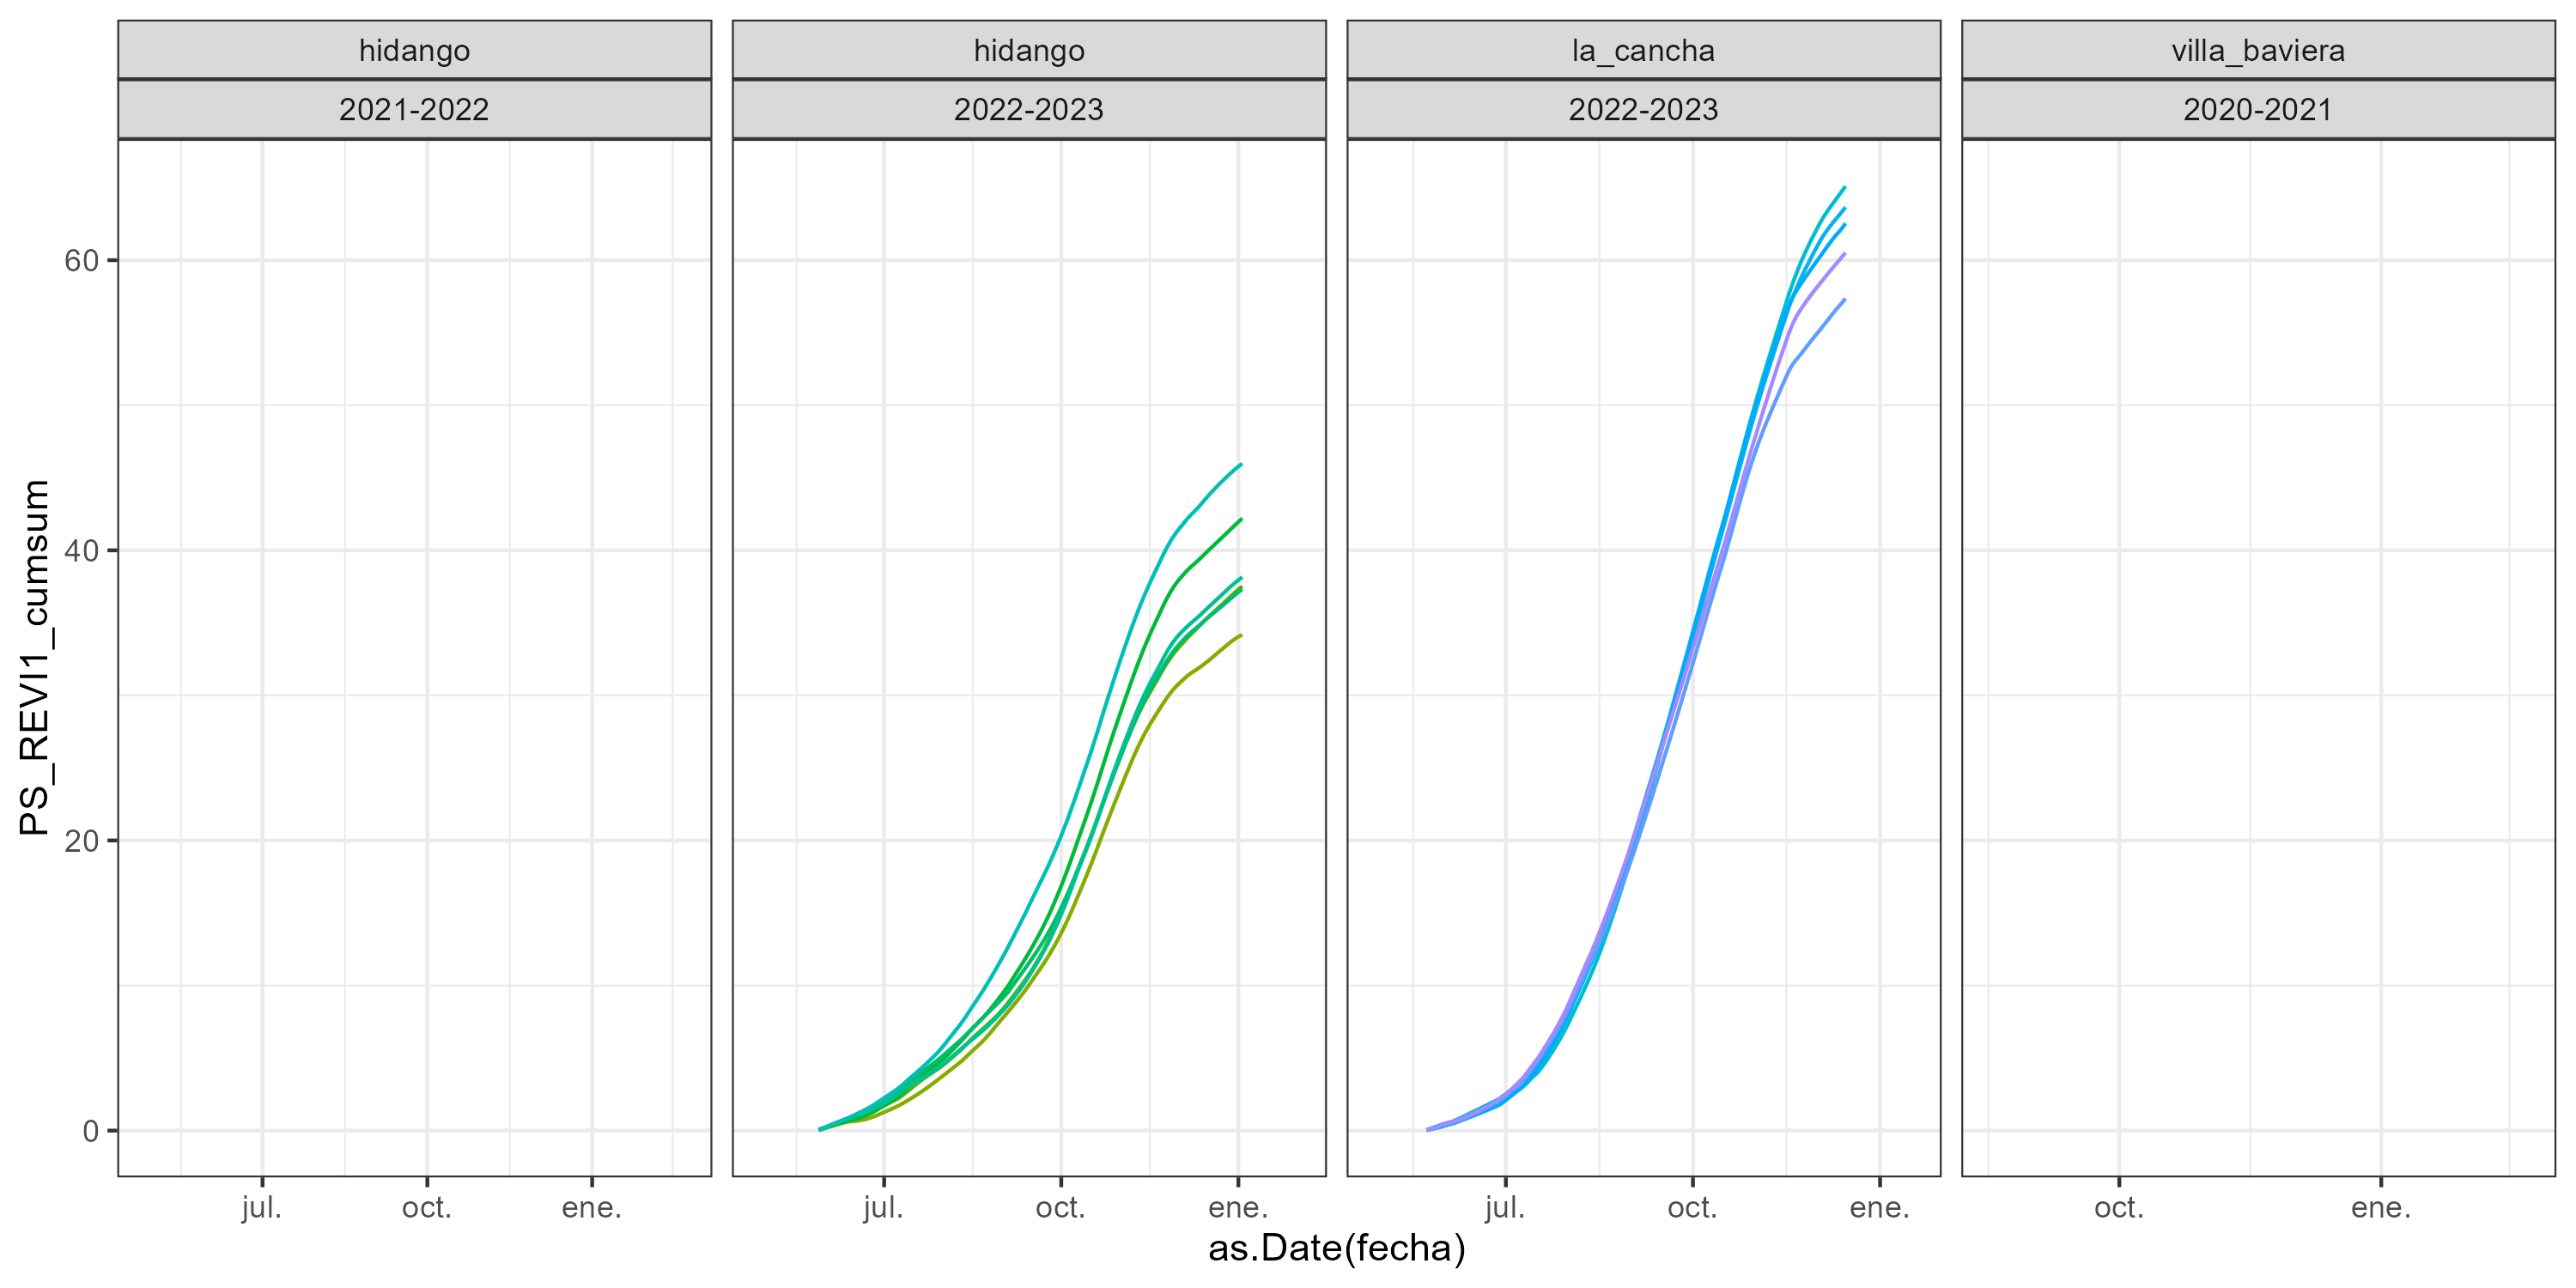 hidango
hidango
la_cancha
villa_baviera
2021-2022
2022-2023
2022-2023
2020-2021
PS_REVI1_cumsum
60
40
20
0
jul.
oct.
ene.
jul.
oct.
ene.
jul.
oct.
ene.
oct.
ene.
as.Date(fecha)